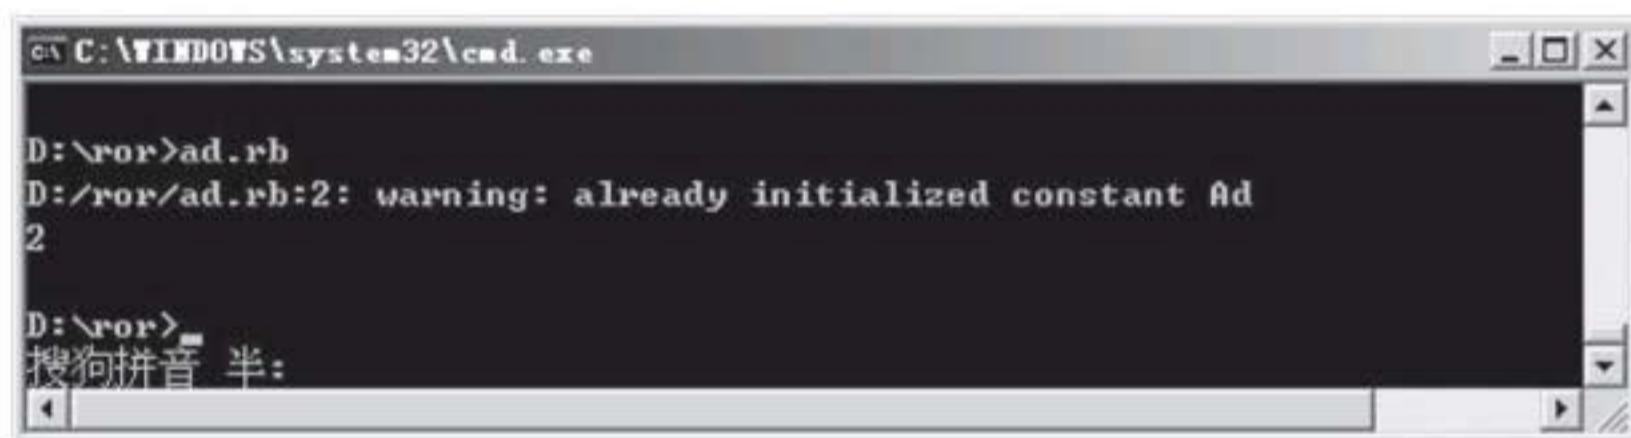 C:\WINDOWS\system32\cmd.exe
D:\ror>ad.rb
D:/ror/ad.rb:2: warning: already initialized constant Ad
2
D:\ror>_
搜狗拼音 半: